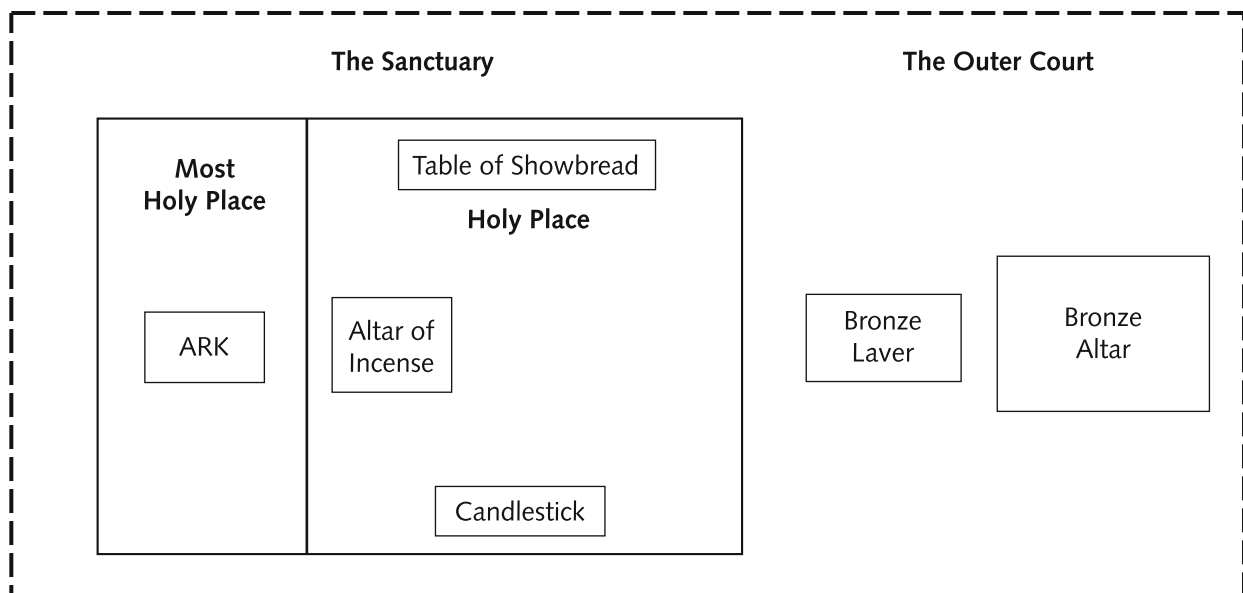 The Sanctuary
The Outer Court
Most
Holy Place
Table of Showbread
Holy Place
ARK
Altar of
Incense
Bronze
Laver
Bronze
Altar
Candlestick